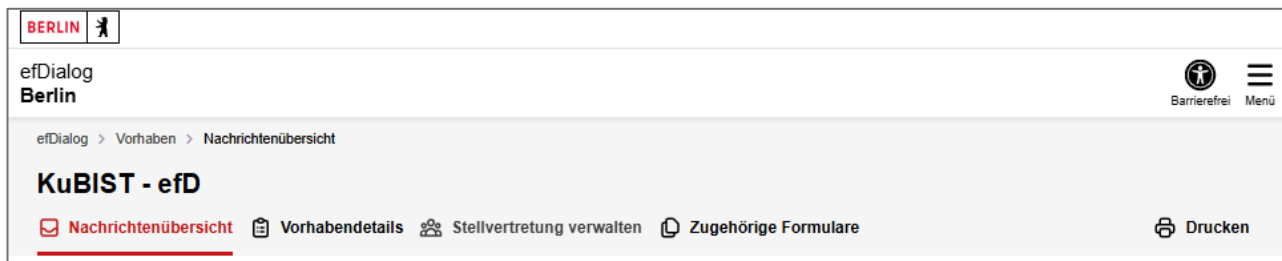 BERLIN
efDialog
Berlin
Barrierefrei Menü
efDialog > Vorhaben > Nachrichtenübersicht
KuBIST - efD
Nachrichtenübersicht Vorhabendetails Stellvertretung verwalten Zugehörige Formulare Drucken